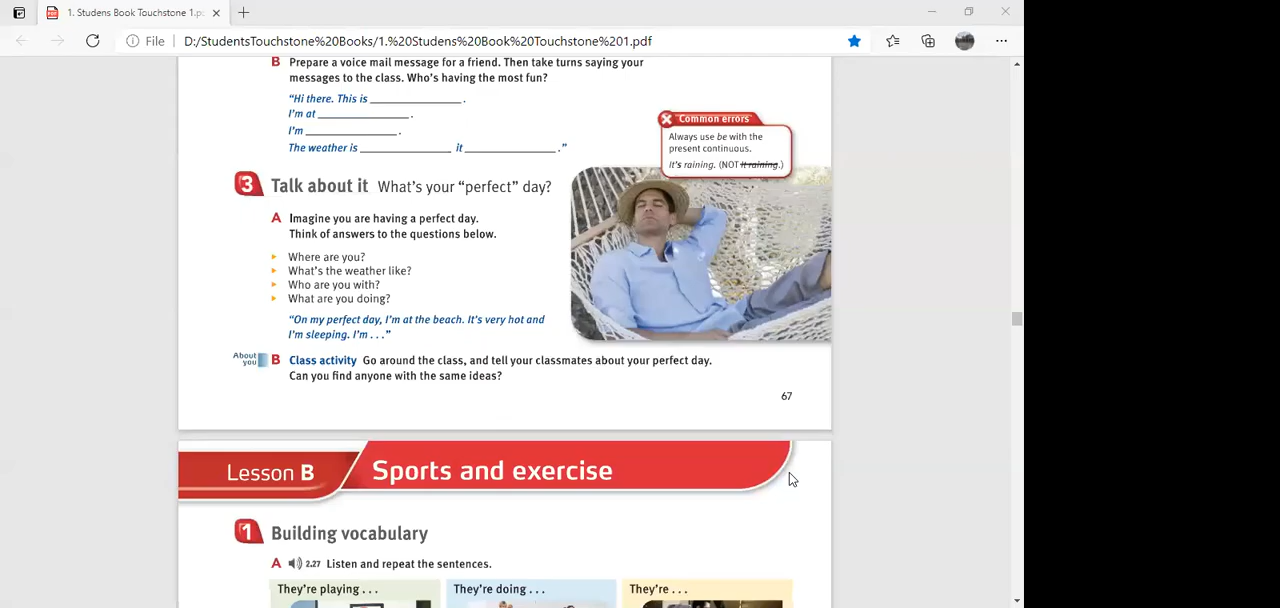 1. Studens Book Touchstone 1.p
File D:/StudentsTouchstone%20Books/1.%20Studens%20Book%20Touchstone%201.pdf
B Prepare a voice mail message for a friend. Then take turns saying your
messages to the class. Who's having the most fun?
"Hi there. This is ________________.
I'm at ________________.
I'm ________________.
The weather is ________________ it ________________."
Common errors
Always use be with the
present continuous.
It's raining. (NOT It raining.)
3 Talk about it What's your "perfect" day?
A Imagine you are having a perfect day.
Think of answers to the questions below.
Where are you?
What's the weather like?
Who are you with?
What are you doing?
"On my perfect day, I'm at the beach. It's very hot and
I'm sleeping. I'm . . ."
About you B Class activity Go around the class, and tell your classmates about your perfect day.
Can you find anyone with the same ideas?
67
Lesson B Sports and exercise
1 Building vocabulary
A 2.27 Listen and repeat the sentences.
They're playing . . . They're doing . . . They're . . .